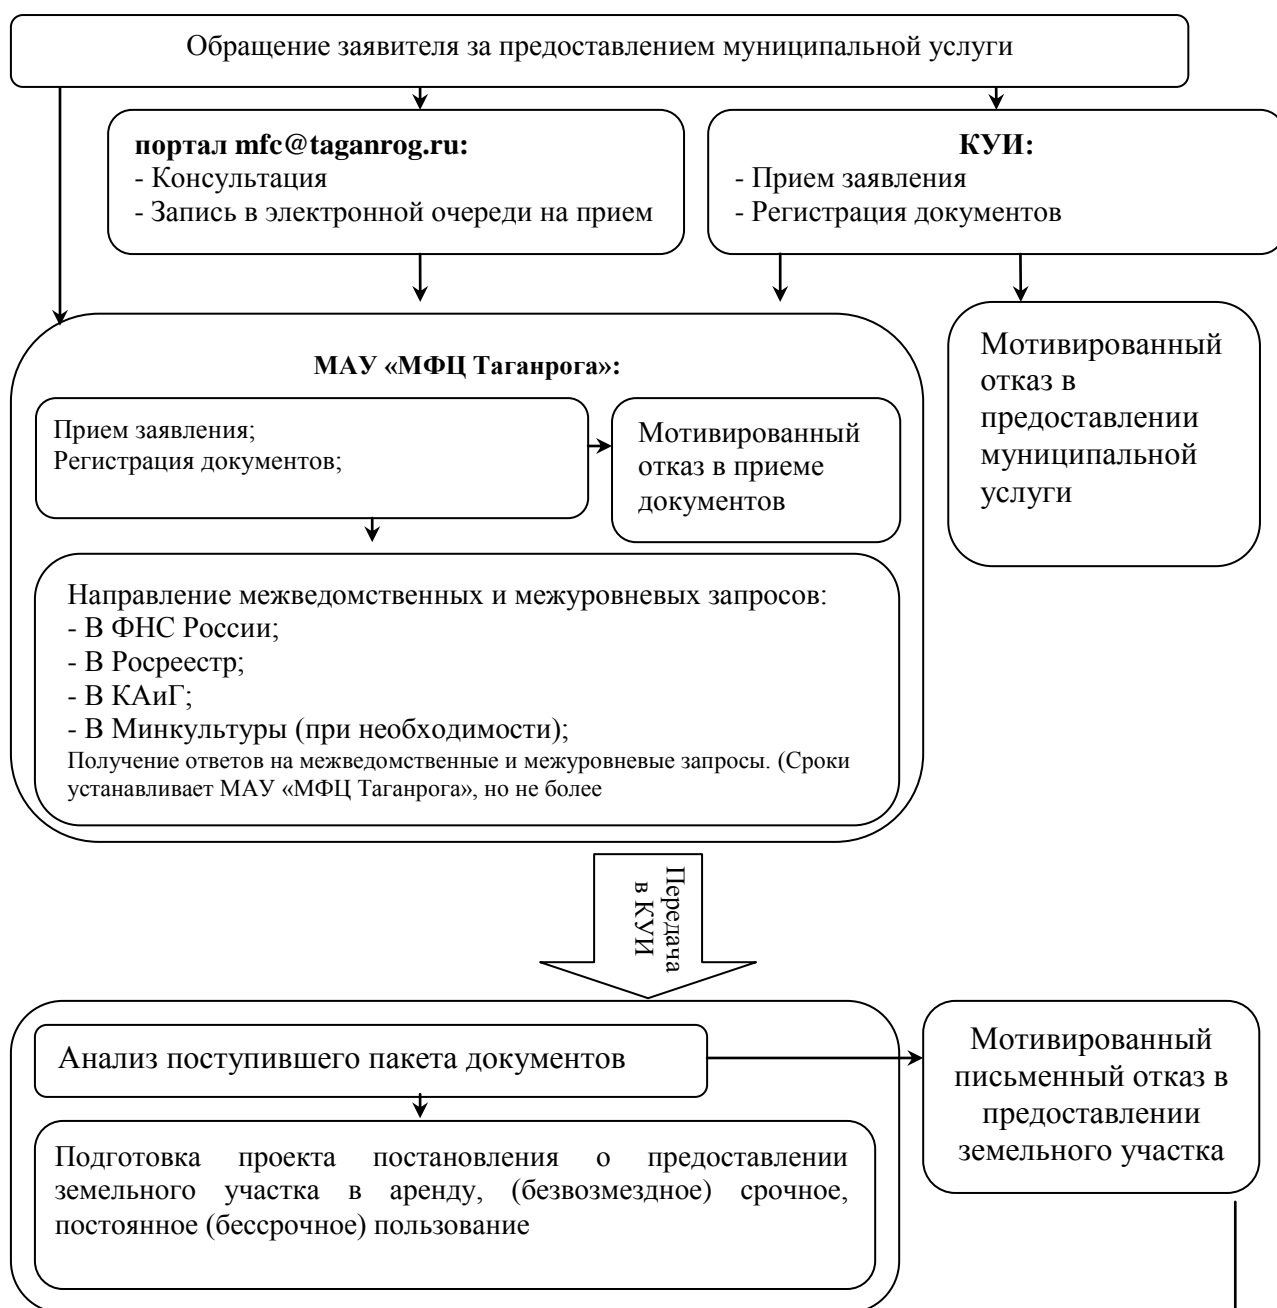 Обращение заявителя за предоставлением муниципальной услуги
портал mfc@taganrog.ru:
- Консультация
- Запись в электронной очереди на прием
КУИ:
- Прием заявления
- Регистрация документов
МАУ «МФЦ Таганрога»:
Прием заявления;
Регистрация документов;
Мотивированный
отказ в приеме
документов
Мотивированный
отказ в
предоставлении
муниципальной
услуги
Направление межведомственных и межуровневых запросов:
- В ФНС России;
- В Росреестр;
- В КАиГ;
- В Минкультуры (при необходимости);
Получение ответов на межведомственные и межуровневые запросы. (Сроки
устанавливает МАУ «МФЦ Таганрога», но не более
Передача
в КУИ
Анализ поступившего пакета документов
Мотивированный
письменный отказ в
предоставлении
земельного участка
Подготовка проекта постановления о предоставлении
земельного участка в аренду, (безвозмездное) срочное,
постоянное (бессрочное) пользование